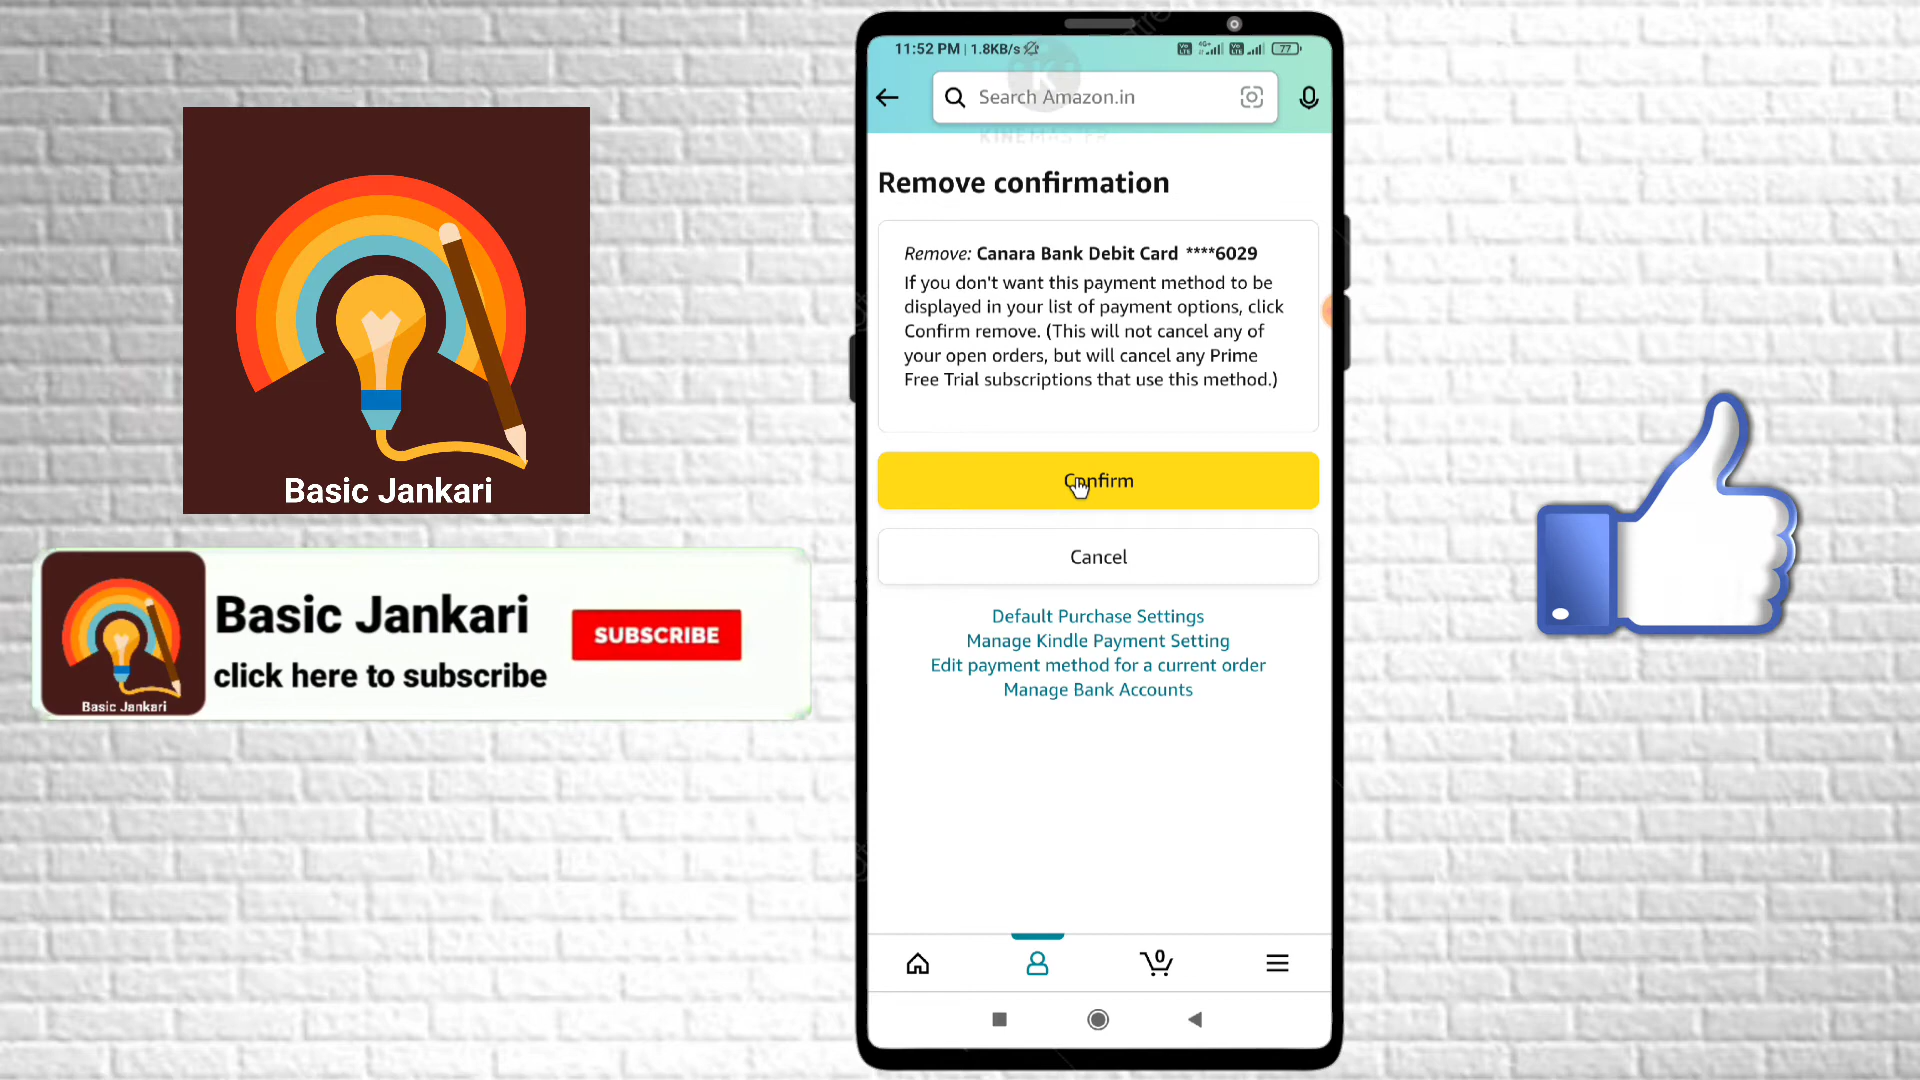 Basic Jankari
Basic Jankari
Basic Jankari
click here to subscribe
SUBSCRIBE
11:52 PM | 1.8KB/s
77
Search Amazon.in
KINEMASTER
Remove confirmation
Remove: Canara Bank Debit Card ****6029
If you don't want this payment method to be
displayed in your list of payment options, click
Confirm remove. (This will not cancel any of
your open orders, but will cancel any Prime
Free Trial subscriptions that use this method.)
Confirm
Cancel
Default Purchase Settings
Manage Kindle Payment Setting
Edit payment method for a current order
Manage Bank Accounts
0